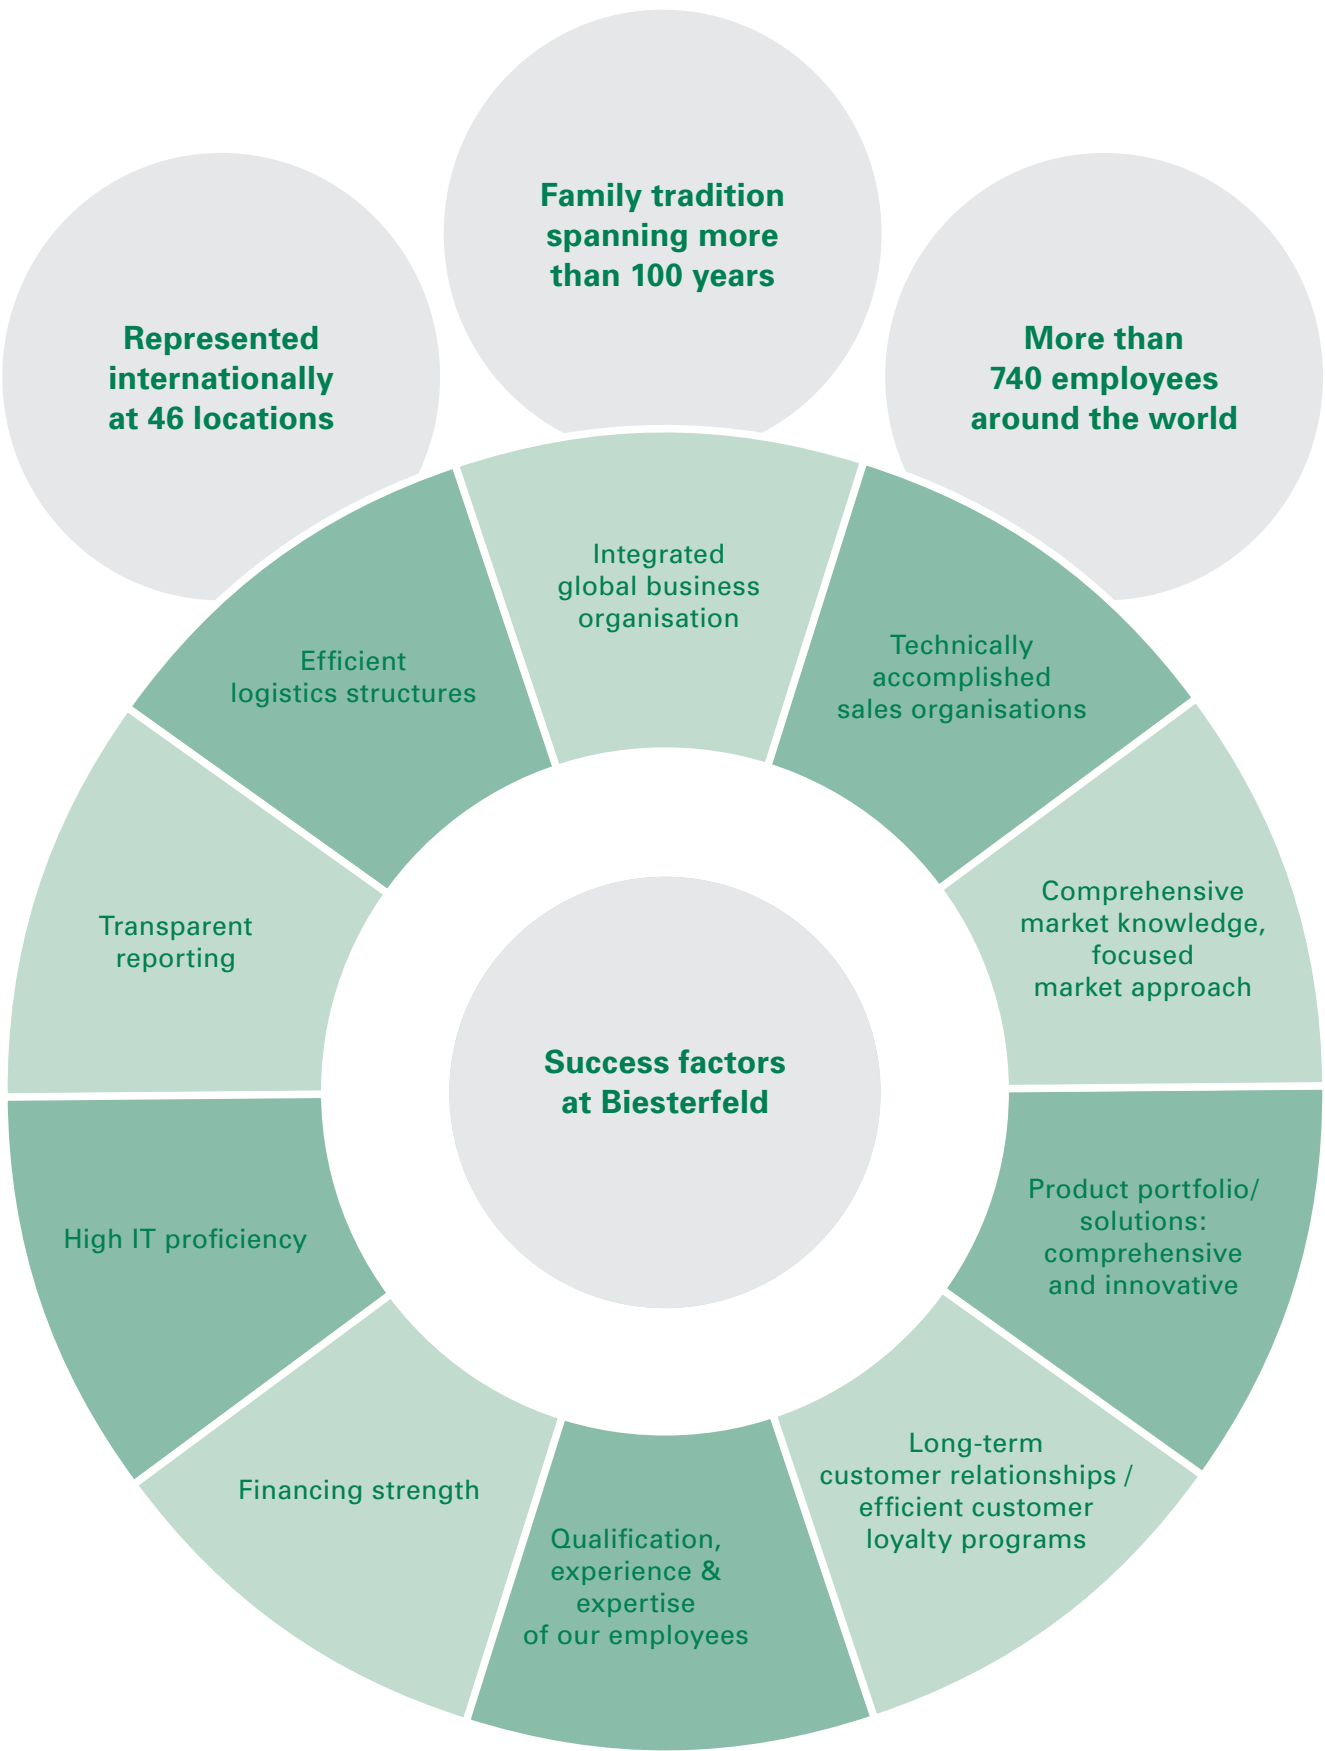 Family tradition
spanning more
than 100 years
Represented
internationally
at 46 locations
More than
740 employees
around the world
Integrated
global business
organisation
Technically
accomplished
sales organisations
Comprehensive
market knowledge,
focused
market approach
Product portfolio/
solutions:
comprehensive
and innovative
Long-term
customer relationships /
efficient customer
loyalty programs
Qualification,
experience &
expertise
of our employees
Financing strength
High IT proficiency
Transparent
reporting
Efficient
logistics structures
Success factors
at Biesterfeld